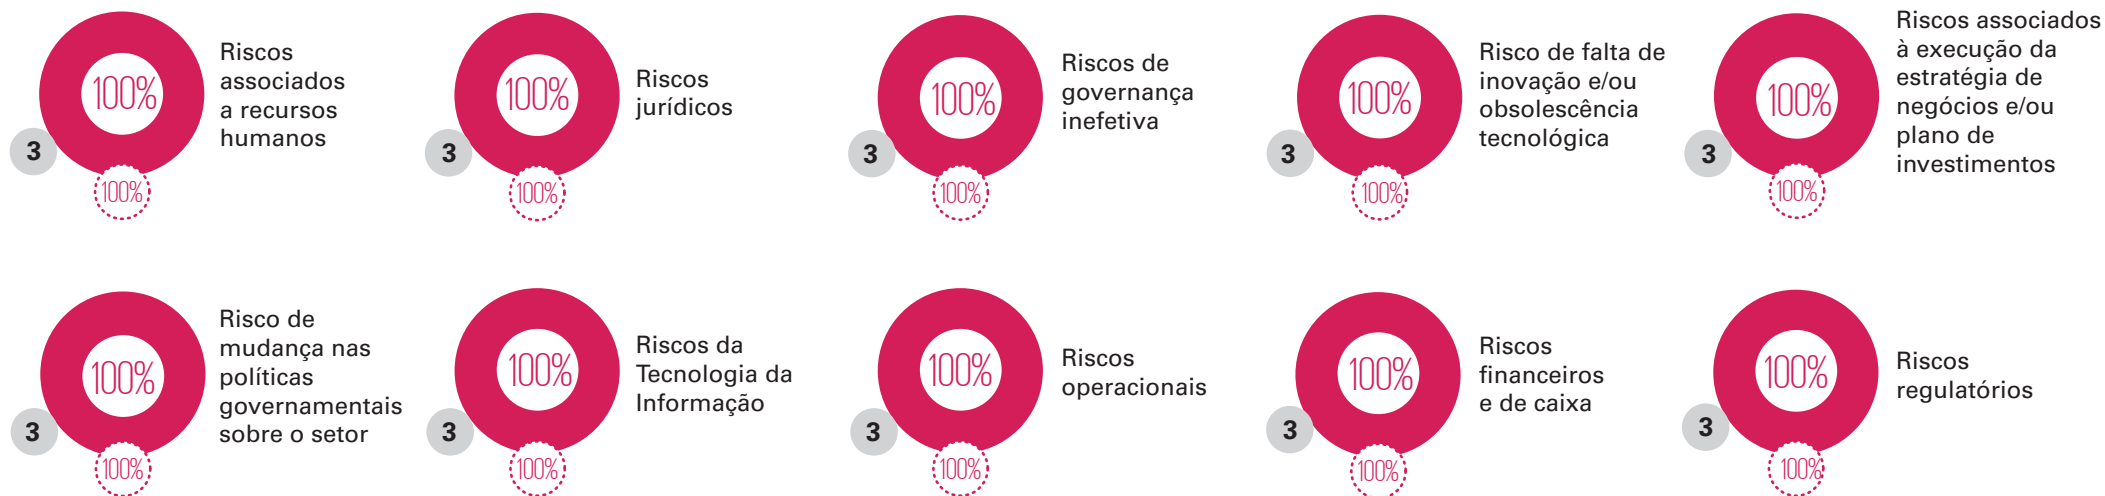 100%
3
100%
Riscos
associados
a recursos
humanos
100%
3
100%
Riscos
jurídicos
100%
3
100%
Riscos de
governança
inefetiva
100%
3
100%
Risco de falta de
inovação e/ou
obsolescência
tecnológica
100%
3
100%
Riscos associados
à execução da
estratégia de
negócios e/ou
plano de
investimentos
100%
3
100%
Risco de
mudança nas
políticas
governamentais
sobre o setor
100%
3
100%
Riscos da
Tecnologia da
Informação
100%
3
100%
Riscos
operacionais
100%
3
100%
Riscos
financeiros
e de caixa
100%
3
100%
Riscos
regulatórios